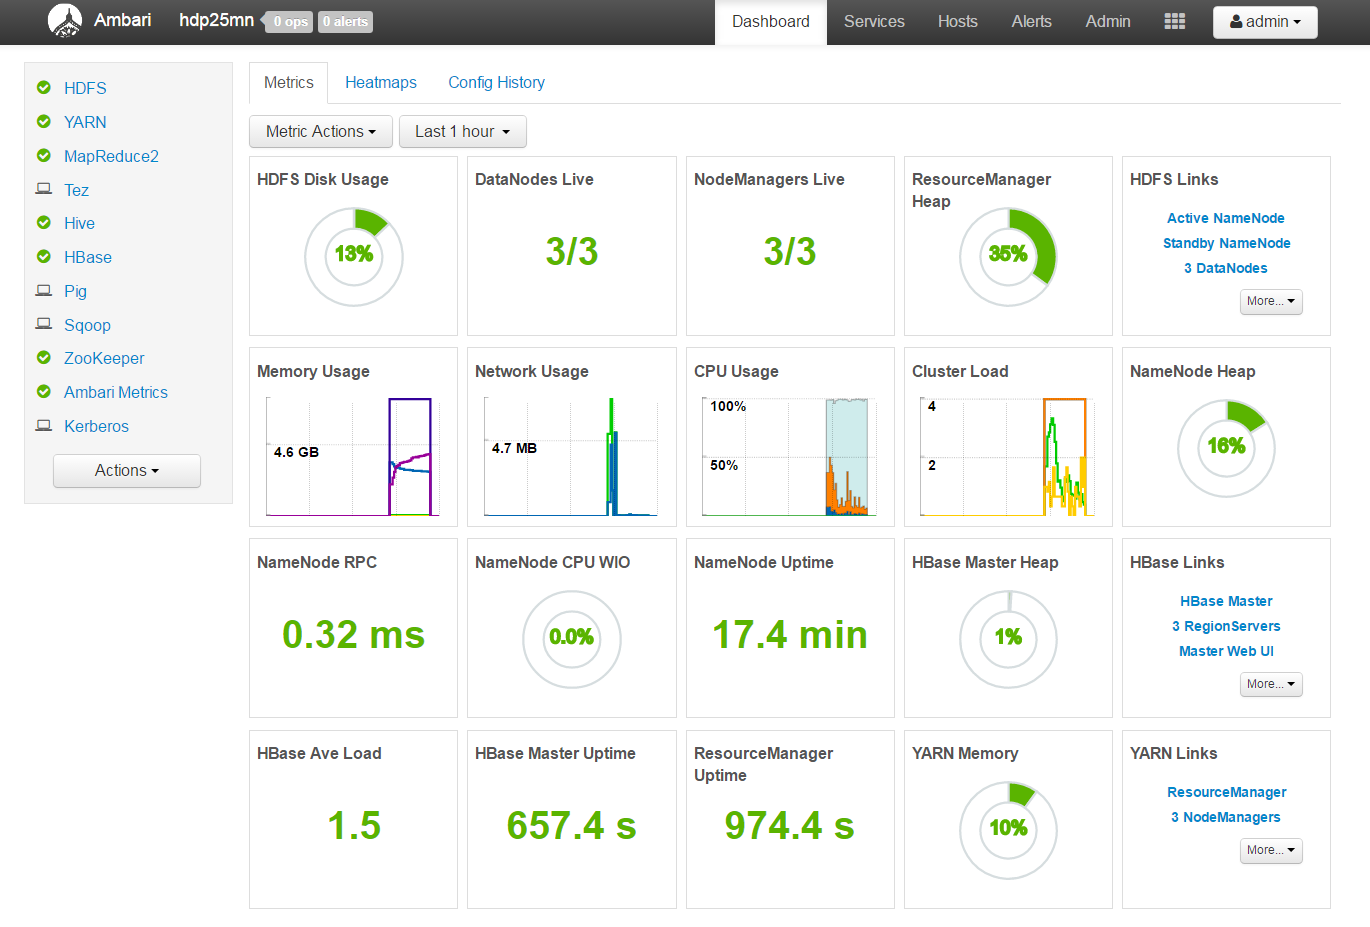 Ambari hdp25mn 0 ops 0 alerts Dashboard Services Hosts Alerts Admin admin
HDFS
YARN
MapReduce2
Tez
Hive
HBase
Pig
Sqoop
ZooKeeper
Ambari Metrics
Kerberos
Actions
Metrics Heatmaps Config History
Metric Actions Last 1 hour
HDFS Disk Usage
13%
DataNodes Live
3/3
NodeManagers Live
3/3
ResourceManager
Heap
35%
HDFS Links
Active NameNode
Standby NameNode
3 DataNodes
More...
Memory Usage
4.6 GB
Network Usage
4.7 MB
CPU Usage
100%
50%
Cluster Load
4
2
NameNode Heap
16%
NameNode RPC
0.32 ms
NameNode CPU WIO
0.0%
NameNode Uptime
17.4 min
HBase Master Heap
1%
HBase Links
HBase Master
3 RegionServers
Master Web UI
More...
HBase Ave Load
1.5
HBase Master Uptime
657.4 s
ResourceManager
Uptime
974.4 s
YARN Memory
10%
YARN Links
ResourceManager
3 NodeManagers
More...